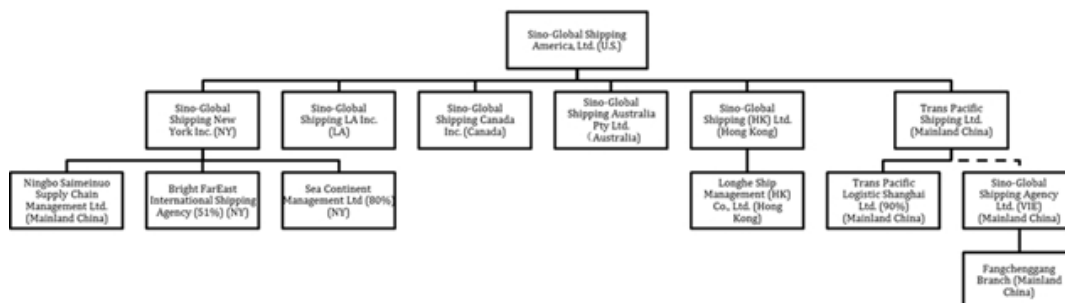 Sino-Global Shipping
America, Ltd. (U.S.)
Sino-Global
Shipping New
York Inc. (NY)
Sino-Global
Shipping LA Inc.
(LA)
Sino-Global
Shipping Canada
Inc. (Canada)
Sino-Global
Shipping Australia
Pty Ltd.
（Australia)
Sino-Global
Shipping (HK) Ltd.
(Hong Kong)
Trans Pacific
Shipping Ltd.
(Mainland China)
Ningbo Saimeinuo
Supply Chain
Management Ltd.
(Mainland China)
Bright FarEast
International Shipping
Agency (51%) (NY)
Sea Continent
Management Ltd (80%)
(NY)
Longhe Ship
Management (HK)
Co., Ltd. (Hong
Kong)
Trans Pacific
Logistic Shanghai
Ltd. (90%)
(Mainland China)
Sino-Global
Shipping Agency
Ltd. (VIE)
(Mainland China)
Fangchenggang
Branch (Mainland
China)